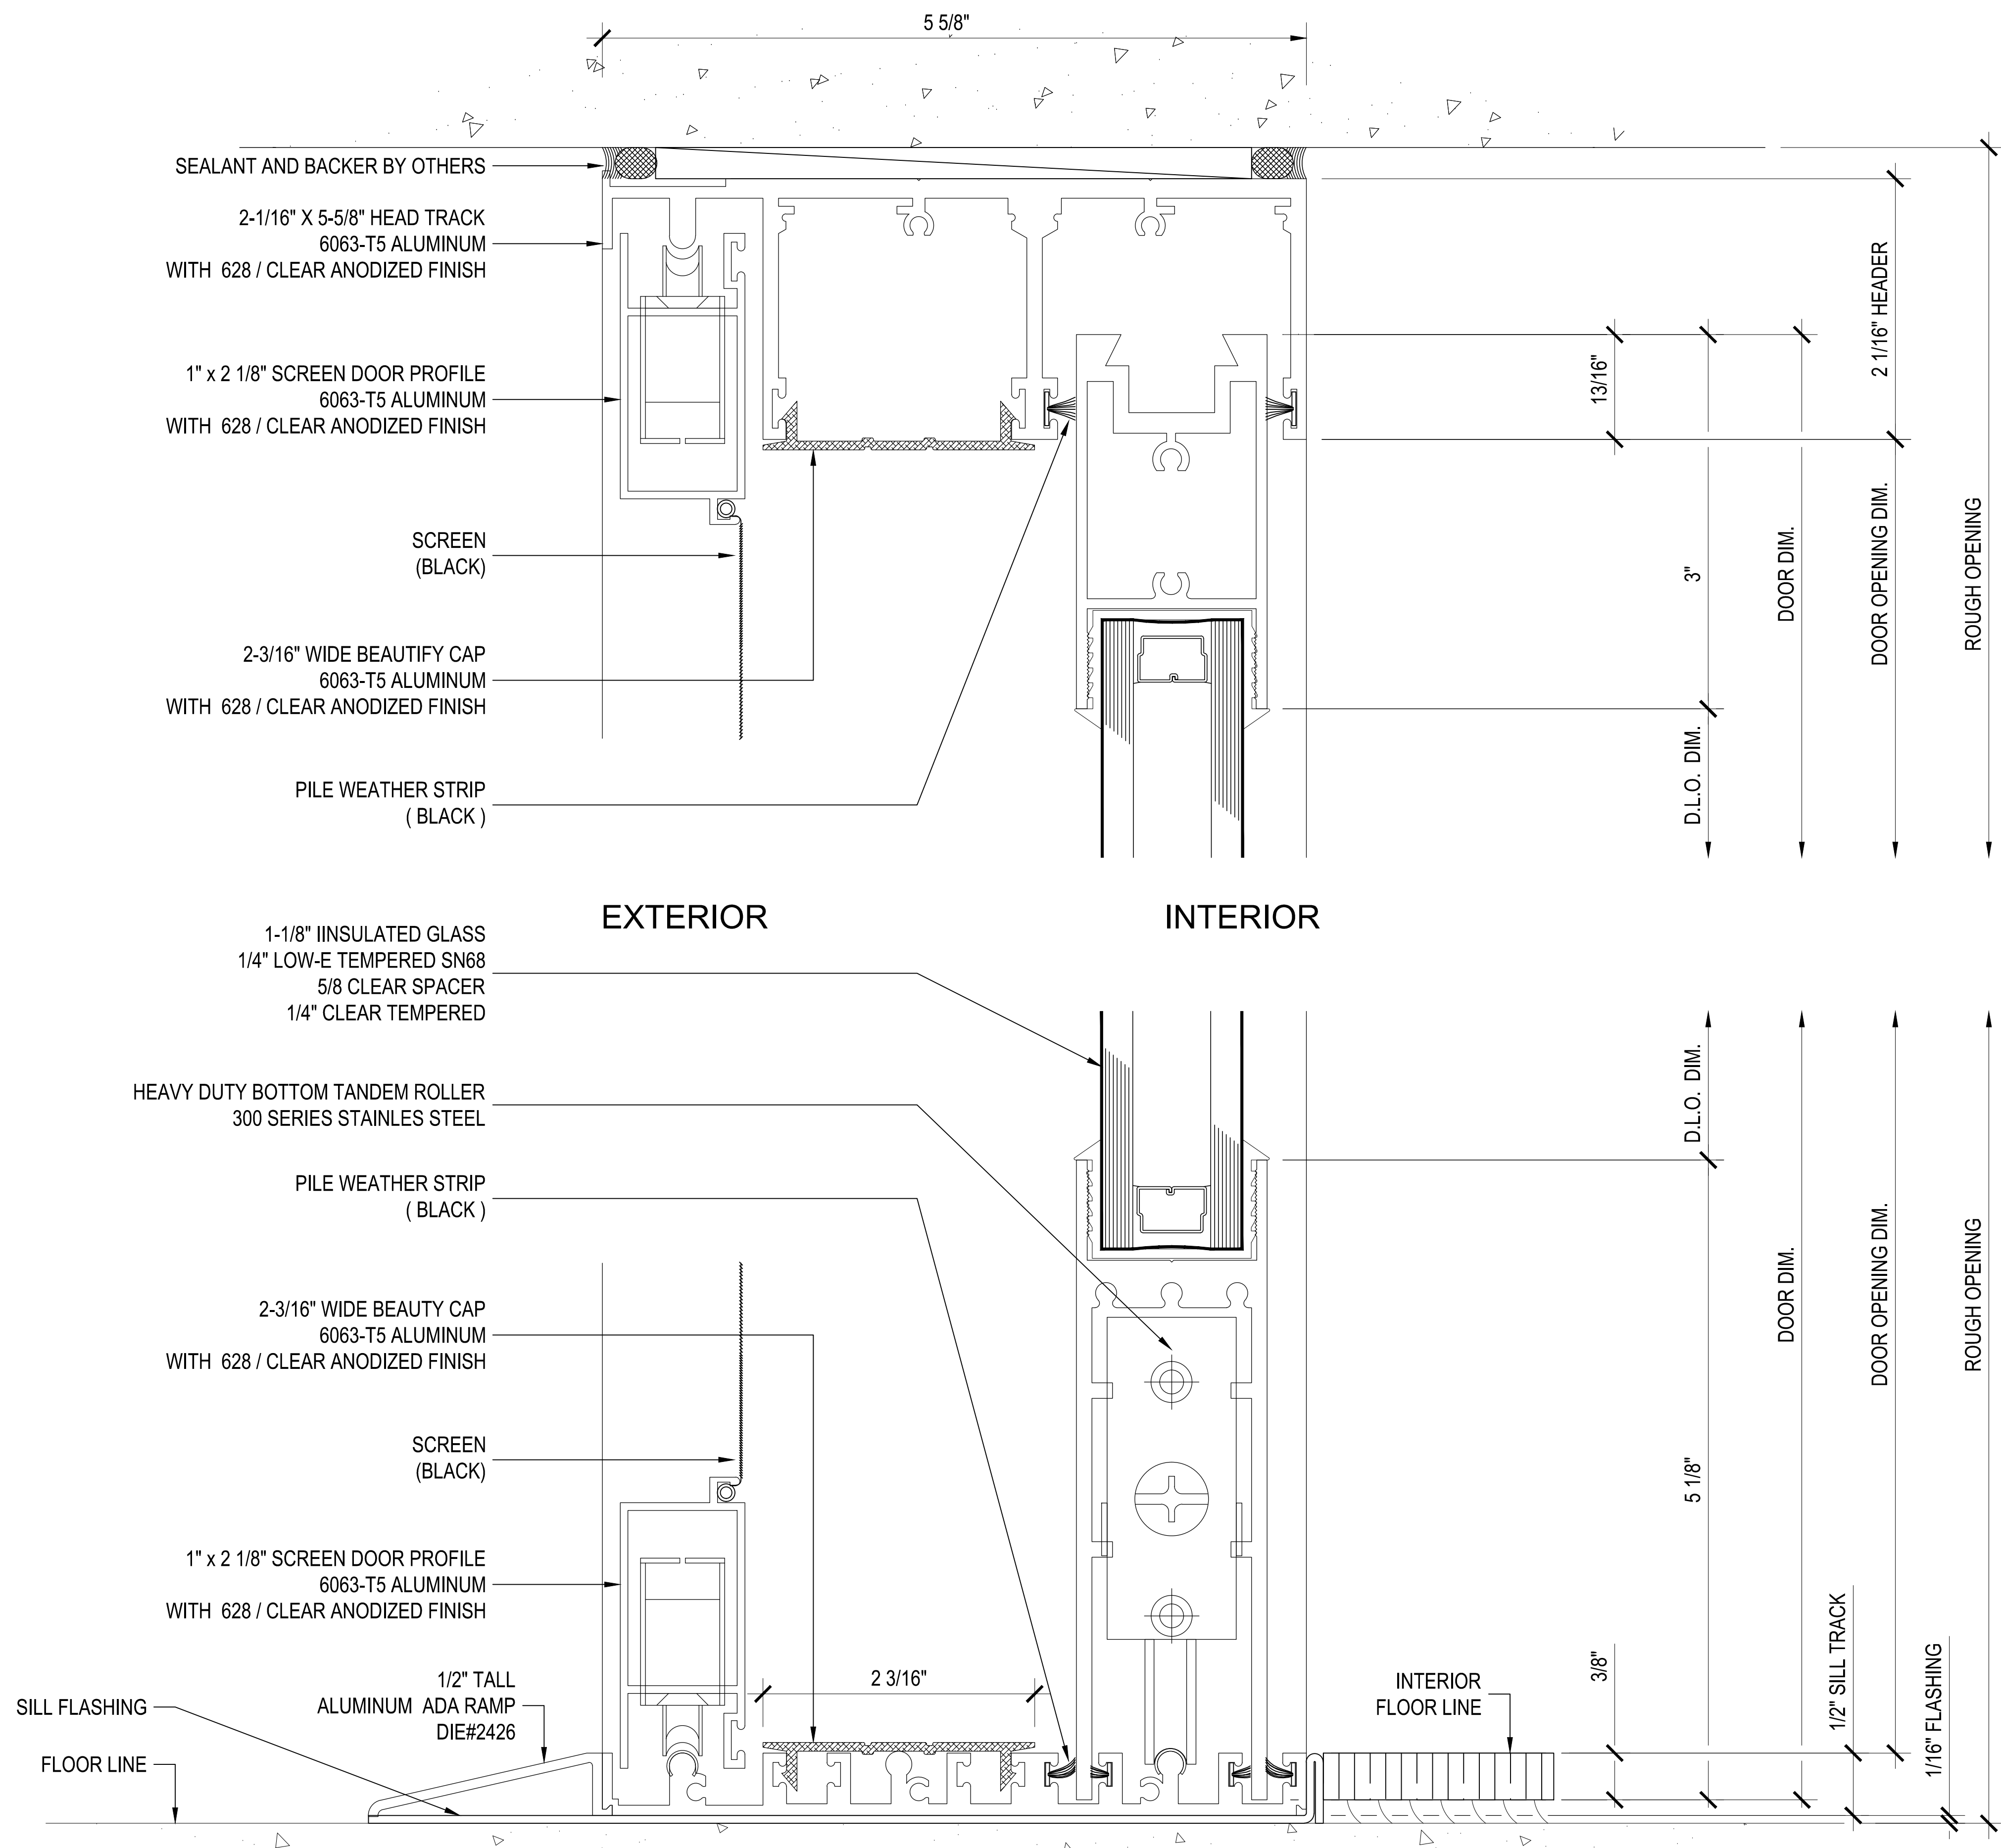 5 5/8"
SEALANT AND BACKER BY OTHERS
2-1/16" X 5-5/8" HEAD TRACK
6063-T5 ALUMINUM
WITH 628 / CLEAR ANODIZED FINISH
1" x 2 1/8" SCREEN DOOR PROFILE
6063-T5 ALUMINUM
WITH 628 / CLEAR ANODIZED FINISH
SCREEN
(BLACK)
2-3/16" WIDE BEAUTIFY CAP
6063-T5 ALUMINUM
WITH 628 / CLEAR ANODIZED FINISH
PILE WEATHER STRIP
( BLACK )
13/16"
2 1/16" HEADER
3"
D.L.O. DIM.
DOOR DIM.
DOOR OPENING DIM.
ROUGH OPENING
EXTERIOR
INTERIOR
1-1/8" IINSULATED GLASS
1/4" LOW-E TEMPERED SN68
5/8 CLEAR SPACER
1/4" CLEAR TEMPERED
HEAVY DUTY BOTTOM TANDEM ROLLER
300 SERIES STAINLES STEEL
PILE WEATHER STRIP
( BLACK )
2-3/16" WIDE BEAUTY CAP
6063-T5 ALUMINUM
WITH 628 / CLEAR ANODIZED FINISH
SCREEN
(BLACK)
1" x 2 1/8" SCREEN DOOR PROFILE
6063-T5 ALUMINUM
WITH 628 / CLEAR ANODIZED FINISH
1/2" TALL
ALUMINUM ADA RAMP
DIE#2426
SILL FLASHING
FLOOR LINE
2 3/16"
INTERIOR
FLOOR LINE
D.L.O. DIM.
5 1/8"
DOOR DIM.
DOOR OPENING DIM.
ROUGH OPENING
3/8"
1/2" SILL TRACK
1/16" FLASHING